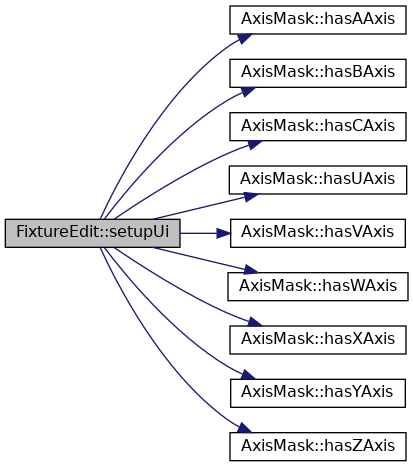 AxisMask::hasAAxis
AxisMask::hasBAxis
AxisMask::hasCAxis
AxisMask::hasUAxis
FixtureEdit::setupUi
AxisMask::hasVAxis
AxisMask::hasWAxis
AxisMask::hasXAxis
AxisMask::hasYAxis
AxisMask::hasZAxis